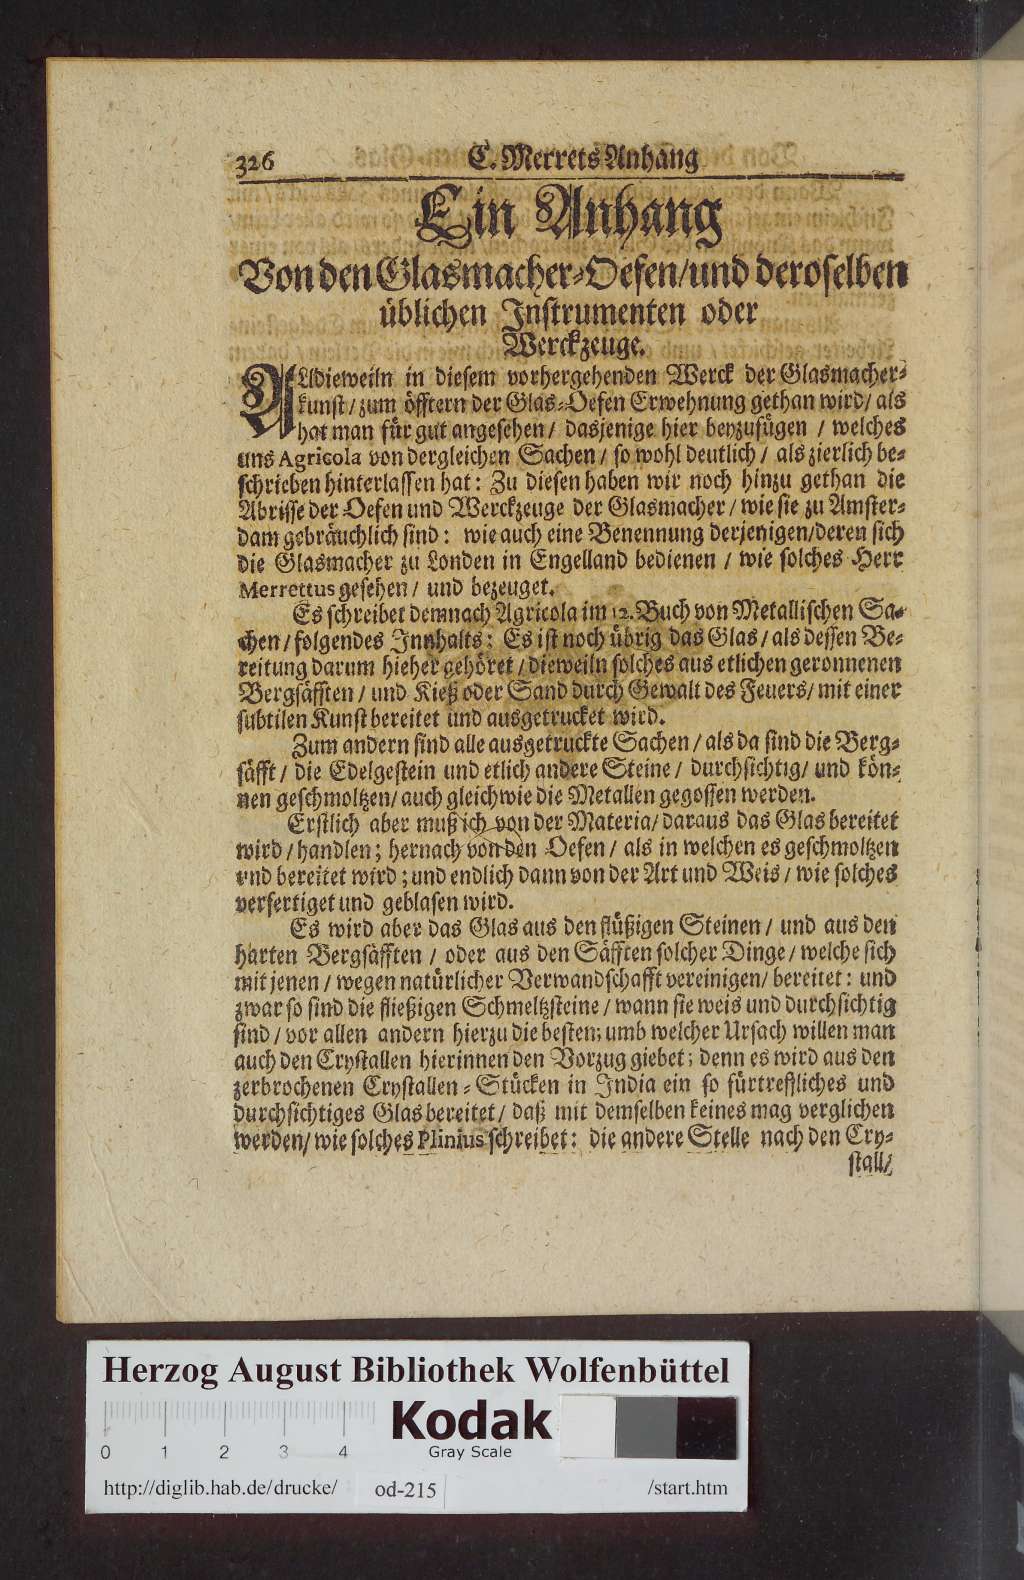 326 C. Merrets Anhang
Ein Anhang
Von den Glasmacher-Oefen/und deroselben
üblichen Instrumenten oder
Werckzeuge.
ALldieweiln in diesem vorhergehenden Werck der Glasmacher-
kunst/zum öfftern der Glas-Oefen Erwehnung gethan wird/ als
hat man für gut angesehen/ dasjenige hier beyzufügen / welches
uns Agricola von dergleichen Sachen / so wohl deutlich / als zierlich be-
schrieben hinterlassen hat: Zu diesen haben wir noch hinzu gethan die
Abrisse der Oefen und Werckzeuge der Glasmacher / wie sie zu Amster-
dam gebräuchlich sind: wie auch eine Benennung derjenigen/deren sich
die Glasmacher zu Londen in Engelland bedienen / wie solches Herr
Merrettus gesehen / und bezeuget.
Es schreibet demnach Agricola im 12. Buch von Metallischen Sa-
chen / folgendes Innhalts: Es ist noch übrig das Glas / als dessen Be-
reitung darum hieher gehöret / dieweiln solches aus etlichen geronnenen
Bergsäfften / und Kieß oder Sand durch Gewalt des Feuers/ mit einer
subtilen Kunst bereitet und ausgetrucket wird.
Zum andern sind alle ausgetruckte Sachen / als da sind die Berg-
säfft / die Edelgestein und etlich andere Steine / durchsichtig/ und kön-
nen geschmoltzen/ auch gleichwie die Metallen gegossen werden.
Erstlich aber muß ich von der Materia/ daraus das Glas bereitet
wird / handlen; hernach von den Oefen / als in welchen es geschmoltzen
vnd bereitet wird; und endlich dann von der Art und Weis / wie solches
verfertiget und geblasen wird.
Es wird aber das Glas aus den flüßigen Steinen / und aus den
harten Bergsäfften / oder aus den Säfften solcher Dinge / welche sich
mit jenen / wegen natürlicher Verwandschafft vereinigen/ bereitet: und
zwar so sind die fließigen Schmeltzsteine / wann sie weis und durchsichtig
sind / vor allen andern hierzu die besten; umb welcher Ursach willen man
auch den Crystallen hierinnen den Vorzug giebet; denn es wird aus den
zerbrochenen Crystallen-Stücken in India ein so fürtrefliches und
durchsichtiges Glas bereitet / daß mit demselben keines mag verglichen
werden/ wie solches Plinius schreibet: die andere Stelle nach den Cry-
stall/
Herzog August Bibliothek Wolfenbüttel
0 1 2 3 4
Kodak
Gray Scale
http://diglib.hab.de/drucke/ od-215 /start.htm